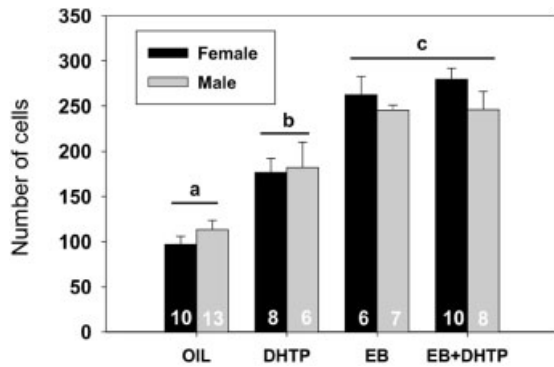 350
300
250
200
150
100
50
0
Number of cells
Female
Male
a
b
c
10 13 8 6 6 7 10 8
OIL DHTP EB EB+DHTP